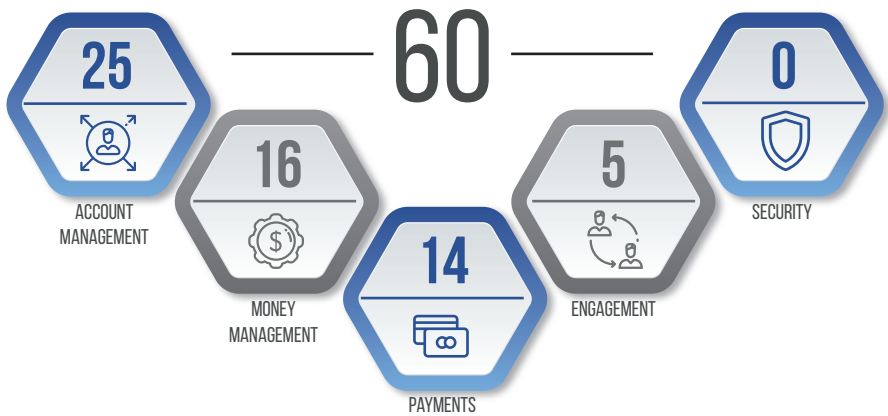 60
25
ACCOUNT
MANAGEMENT
16
$
MONEY
MANAGEMENT
14
PAYMENTS
5
ENGAGEMENT
0
SECURITY